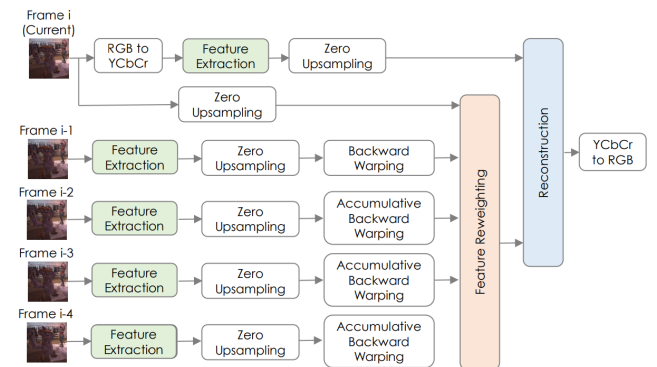 Frame i
(Current)
RGB to
YCbCr
Feature
Extraction
Zero
Upsampling
Zero
Upsampling
Frame i-1
Feature
Extraction
Zero
Upsampling
Backward
Warping
Frame i-2
Feature
Extraction
Zero
Upsampling
Accumulative
Backward
Warping
Frame i-3
Feature
Extraction
Zero
Upsampling
Accumulative
Backward
Warping
Frame i-4
Feature
Extraction
Zero
Upsampling
Accumulative
Backward
Warping
Feature Reweighting
Reconstruction
YCbCr
to RGB